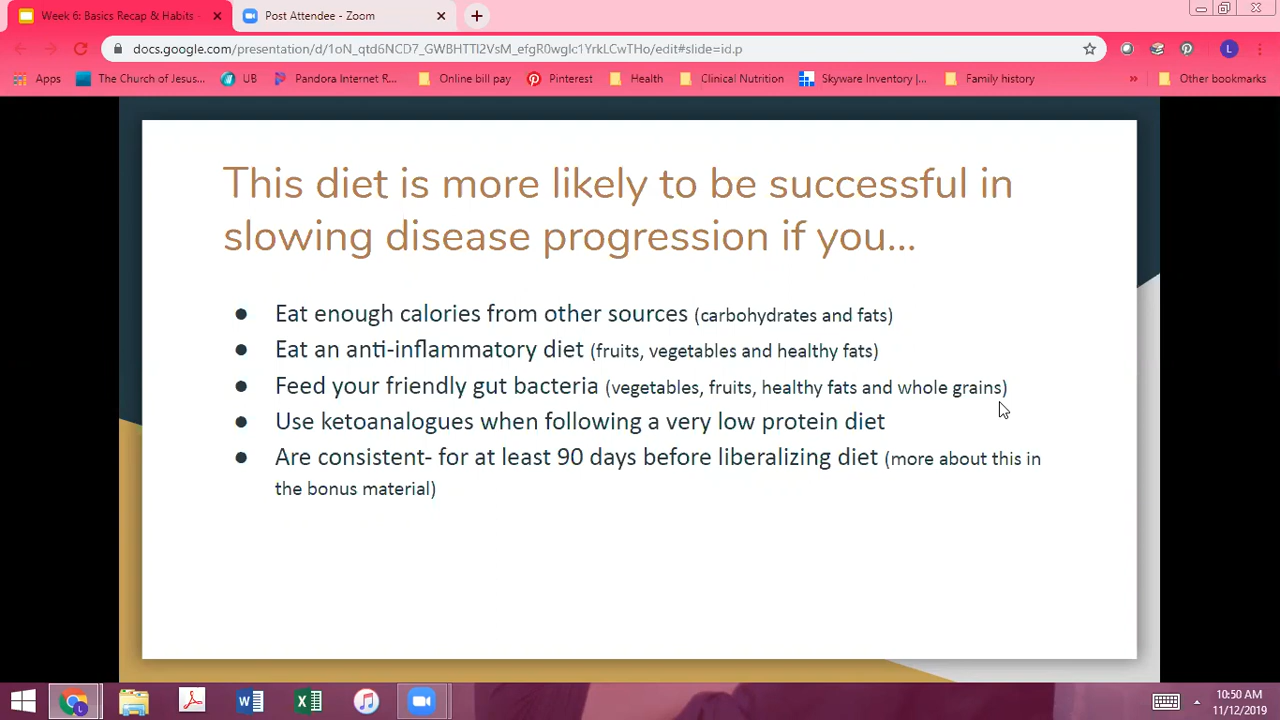 Week 6: Basics Recap & Habits
Post Attendee - Zoom
docs.google.com/presentation/d/
Apps
The Church of Jesus...
UB
Pandora Internet R...
Online bill pay
Pinterest
Health
Clinical Nutrition
Skyware Inventory |...
Family history
»
Other bookmarks
L
This diet is more likely to be successful in
slowing disease progression if you...
● Eat enough calories from other sources (carbohydrates and fats)
● Eat an anti-inflammatory diet (fruits, vegetables and healthy fats)
● Feed your friendly gut bacteria (vegetables, fruits, healthy fats and whole grains)
● Use ketoanalogues when following a very low protein diet
● Are consistent- for at least 90 days before liberalizing diet (more about this in
the bonus material)
10:50 AM
11/12/2019